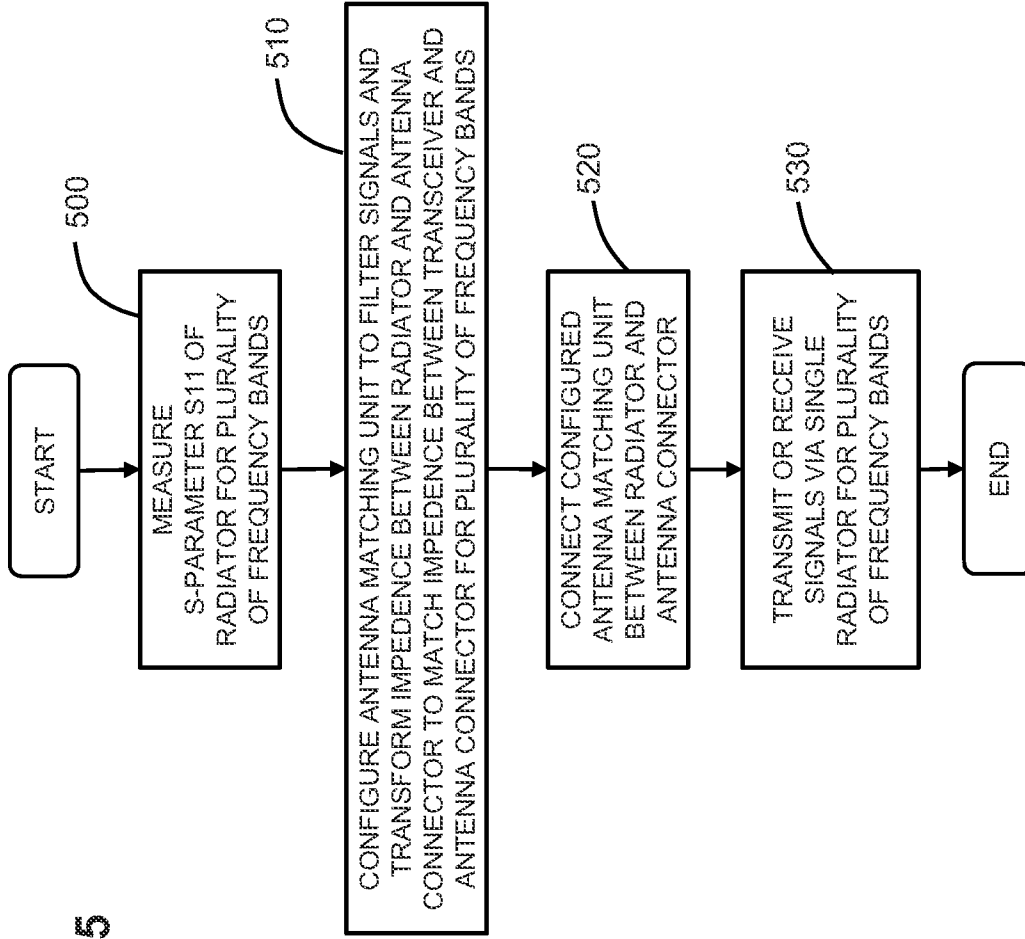 5
START
500
MEASURE
S-PARAMETER S11 OF
RADIATOR FOR PLURALITY
OF FREQUENCY BANDS
510
CONFIGURE ANTENNA MATCHING UNIT TO FILTER SIGNALS AND
TRANSFORM IMPEDENCE BETWEEN RADIATOR AND ANTENNA
CONNECTOR TO MATCH IMPEDENCE BETWEEN TRANSCEIVER AND
ANTENNA CONNECTOR FOR PLURALITY OF FREQUENCY BANDS
520
CONNECT CONFIGURED
ANTENNA MATCHING UNIT
BETWEEN RADIATOR AND
ANTENNA CONNECTOR
530
TRANSMIT OR RECEIVE
SIGNALS VIA SINGLE
RADIATOR FOR PLURALITY
OF FREQUENCY BANDS
END